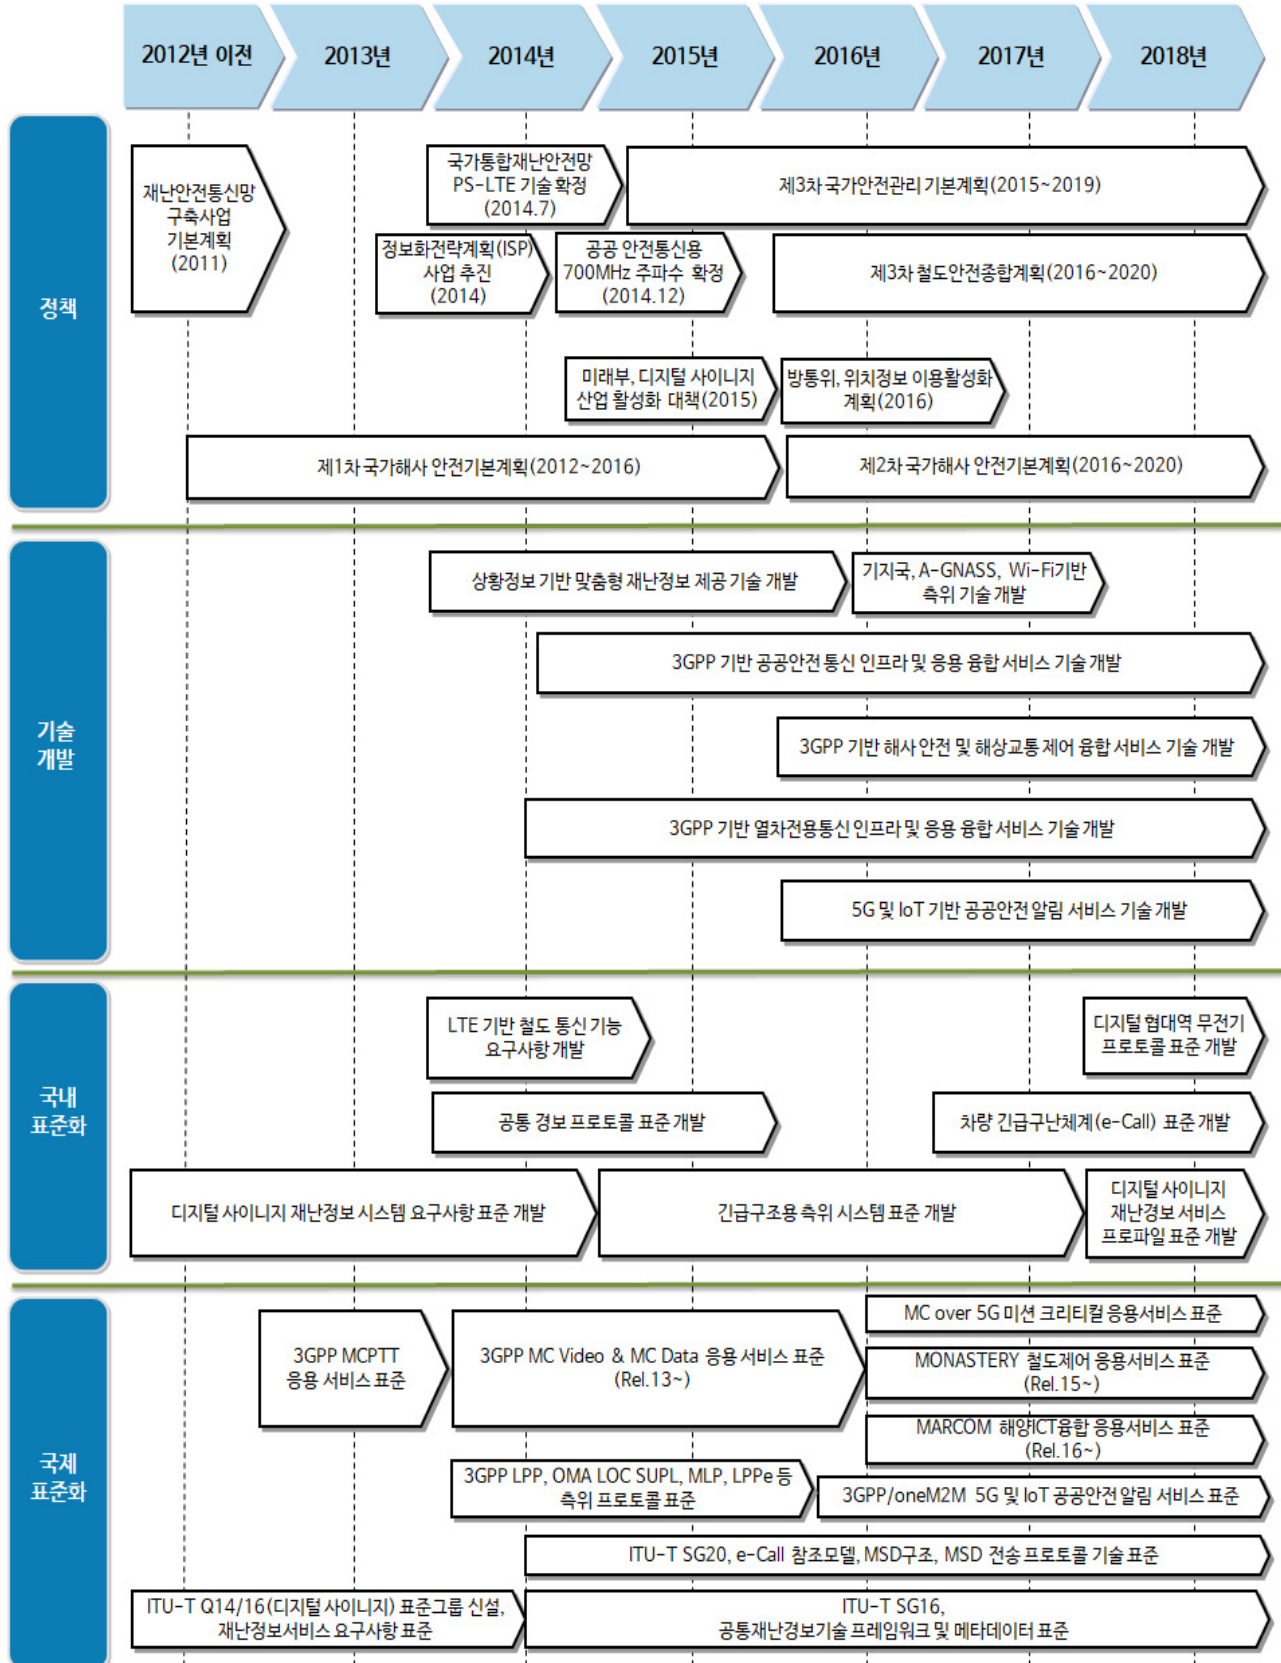 2012년 이전
2013년
2014년
2015년
2016년
2017년
2018년
정책
재난안전통신망
구축사업
기본계획
(2011)
국가통합재난안전망
PS-LTE 기술 확정
(2014.7)
제3차 국가안전관리 기본계획(2015~2019)
정보화전략계획(ISP)
사업 추진
(2014)
공공 안전통신용
700MHz 주파수 확정
(2014.12)
제3차 철도안전종합계획(2016~2020)
미래부, 디지털 사이니지
산업 활성화 대책(2015)
방통위, 위치정보 이용활성화
계획(2016)
제1차 국가해사 안전기본계획(2012~2016)
제2차 국가해사 안전기본계획(2016~2020)
기술
개발
상황정보 기반 맞춤형 재난정보 제공 기술 개발
기지국, A-GNASS, Wi-Fi기반
측위 기술 개발
3GPP 기반 공공안전 통신 인프라 및 응용 융합 서비스 기술 개발
3GPP 기반 해사 안전 및 해상교통 제어 융합 서비스 기술 개발
3GPP 기반 열차전용통신 인프라 및 응용 융합 서비스 기술 개발
5G 및 IoT 기반 공공안전 알림 서비스 기술 개발
국내
표준화
LTE 기반 철도 통신 기능
요구사항 개발
디지털 협대역 무전기
프로토콜 표준 개발
공통 경보 프로토콜 표준 개발
차량 긴급구난체계(e-Call) 표준 개발
디지털 사이니지 재난정보 시스템 요구사항 표준 개발
긴급구조용 측위 시스템 표준 개발
디지털 사이니지
재난경보 서비스
프로파일 표준 개발
국제
표준화
3GPP MCPTT
응용 서비스 표준
3GPP MC Video & MC Data 응용 서비스 표준
(Rel.13~)
MC over 5G 미션 크리티컬 응용서비스 표준
MONASTERY 철도제어 응용서비스 표준
(Rel.15~)
MARCOM 해양ICT융합 응용서비스 표준
(Rel.16~)
3GPP LPP, OMA LOC SUPL, MLP, LPPe 등
측위 프로토콜 표준
3GPP/oneM2M 5G 및 IoT 공공안전 알림 서비스 표준
ITU-T SG20, e-Call 참조모델, MSD구조, MSD 전송 프로토콜 기술 표준
ITU-T Q14/16(디지털 사이니지) 표준그룹 신설,
재난정보서비스 요구사항 표준
ITU-T SG16,
공통재난경보기술 프레임워크 및 메타데이터 표준